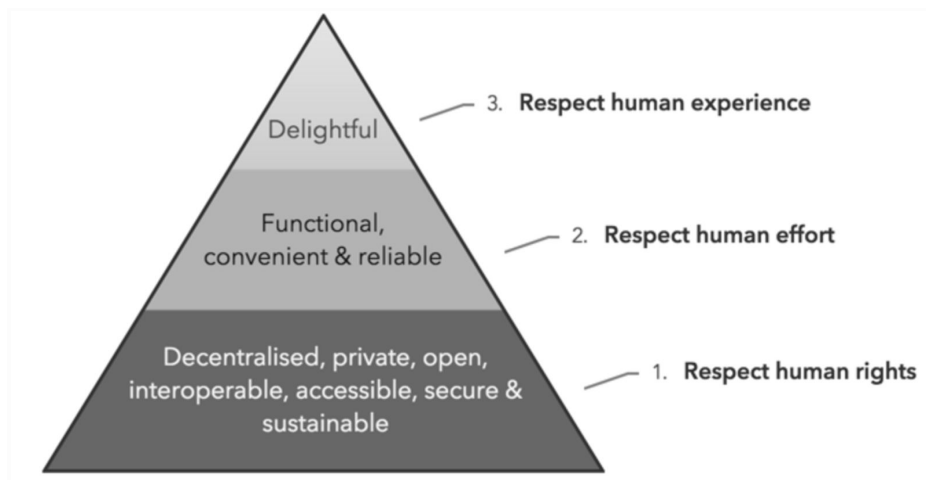 Delightful
3. Respect human experience
Functional,
convenient & reliable
2. Respect human effort
Decentralised, private, open,
interoperable, accessible, secure &
sustainable
1. Respect human rights